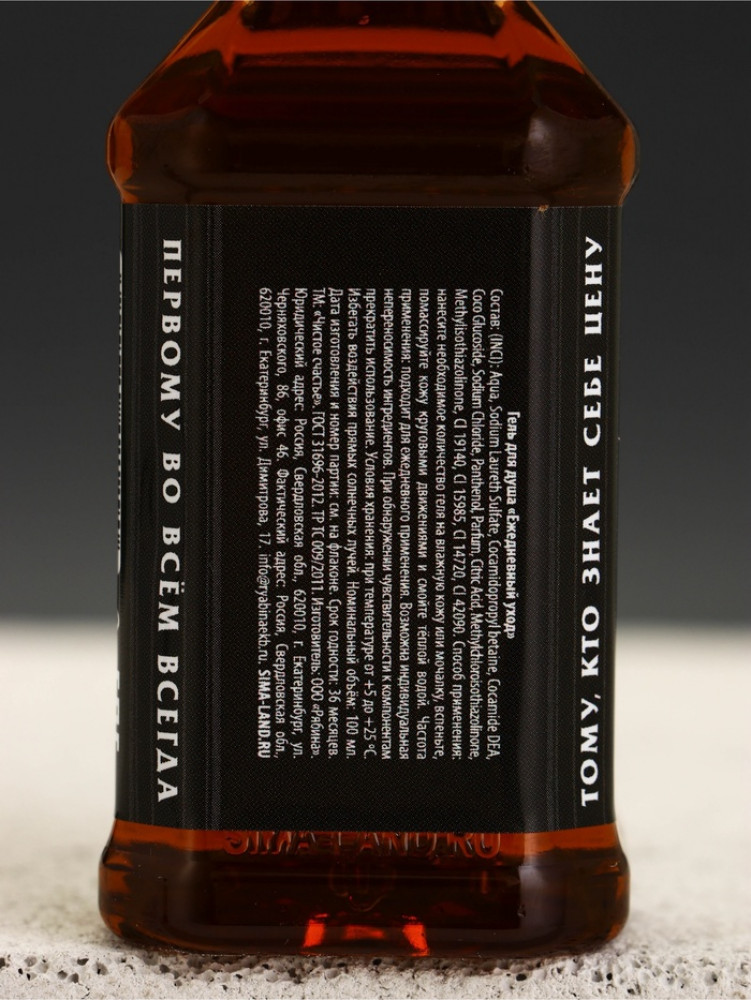 ПЕРВОМУ ВО ВСЁМ ВСЕГДА
Гель для душа «Ежедневный уход»
Состав: (INCI): Aqua, Sodium Laureth Sulfate, Cocamidopropyl betaine, Cocamide DEA,
Coco Glucoside, Sodium Chloride, Panthenol, Parfum, Citric Acid, Methylchloroisothiazolinone,
Methylisothiazolinone, CI 19140, CI 15985, CI 14720, CI 42090. Способ применения:
нанесите необходимое количество геля на влажную кожу или мочалку, вспеньте,
помассируйте кожу круговыми движениями и смойте тёплой водой. Частота
применения: подходит для ежедневного применения. Возможна индивидуальная
непереносимость ингредиентов. При обнаружении чувствительности к компонентам
прекратить использование. Условия хранения: при температуре от +5 до +25 °С.
Избегать воздействия прямых солнечных лучей. Номинальный объём: 100 мл.
Дата изготовления и номер партии: см. на флаконе. Срок годности: 36 месяцев.
ТМ: «Чистое счастье». ГОСТ 31696-2012. ТР ТС 009/2011. Изготовитель: ООО «Рябина».
Юридический адрес: Россия, Свердловская обл., 620010, г. Екатеринбург, ул.
Черняховского, 86, офис 46. Фактический адрес: Россия, Свердловская обл.,
620010, г. Екатеринбург, ул. Димитрова, 17. info@ryabinaekb.ru. SIMA-LAND.RU
ТОМУ, КТО ЗНАЕТ СЕБЕ ЦЕНУ
SIMA-LAND.RU